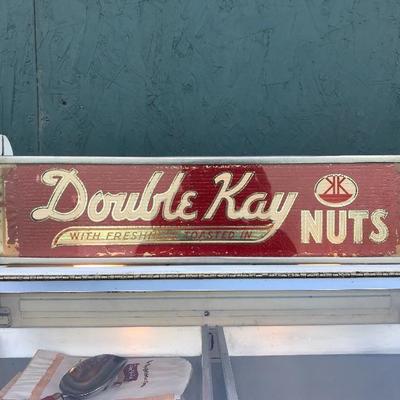 Double Kay
WITH FRESHNESS TOASTED IN
KK
NUTS